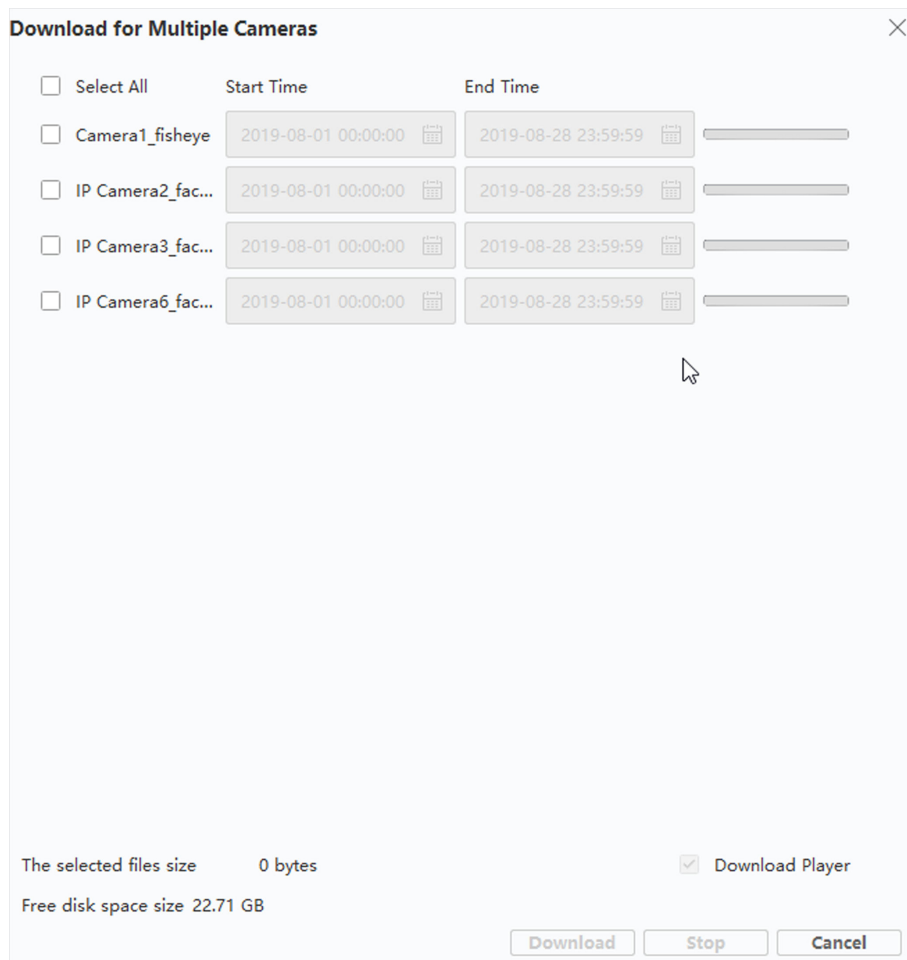 Download for Multiple Cameras
Select All Start Time End Time
Camera1_fisheye 2019-08-01 00:00:00 2019-08-28 23:59:59
IP Camera2_fac... 2019-08-01 00:00:00 2019-08-28 23:59:59
IP Camera3_fac... 2019-08-01 00:00:00 2019-08-28 23:59:59
IP Camera6_fac... 2019-08-01 00:00:00 2019-08-28 23:59:59
The selected files size 0 bytes Download Player
Free disk space size 22.71 GB
Download Stop Cancel